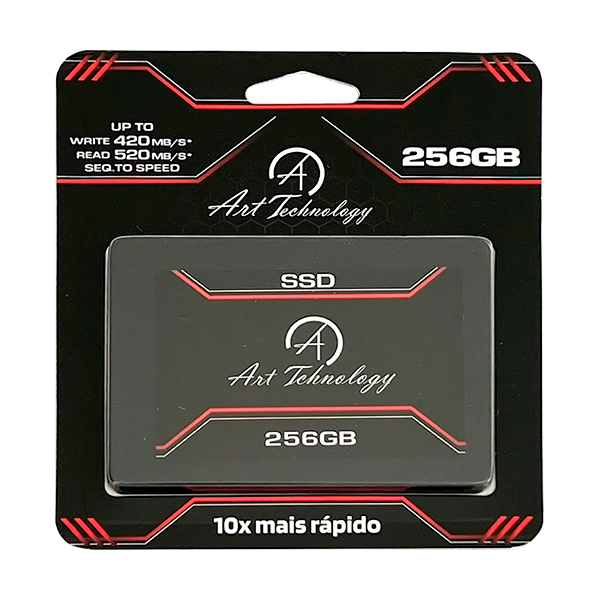 UP TO
WRITE 420 MB/S*
READ 520 MB/S*
SEQ.TO SPEED
256GB
A
Art Technology
SSD
A
Art Tehnology
256GB
10x mais rápido